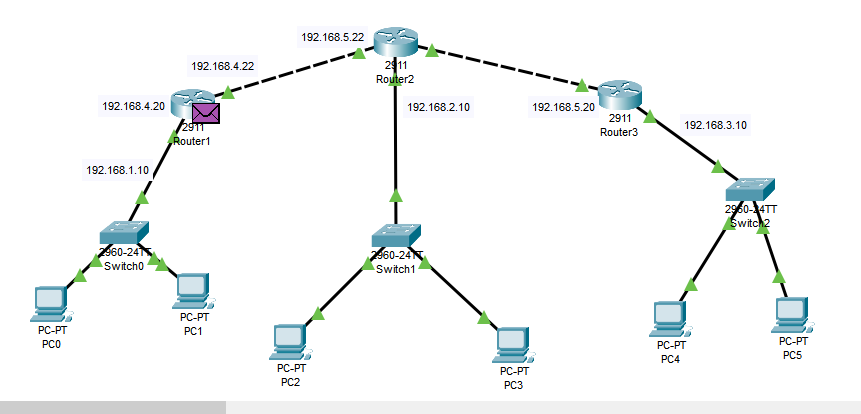 192.168.5.22
2911
Router2
192.168.4.22
192.168.4.20
2911
Router1
192.168.2.10
192.168.5.20
2911
Router3
192.168.3.10
192.168.1.10
2960-24TT
Switch0
2960-24TT
Switch1
2960-24TT
Switch2
PC-PT
PC0
PC-PT
PC1
PC-PT
PC2
PC-PT
PC3
PC-PT
PC4
PC-PT
PC5